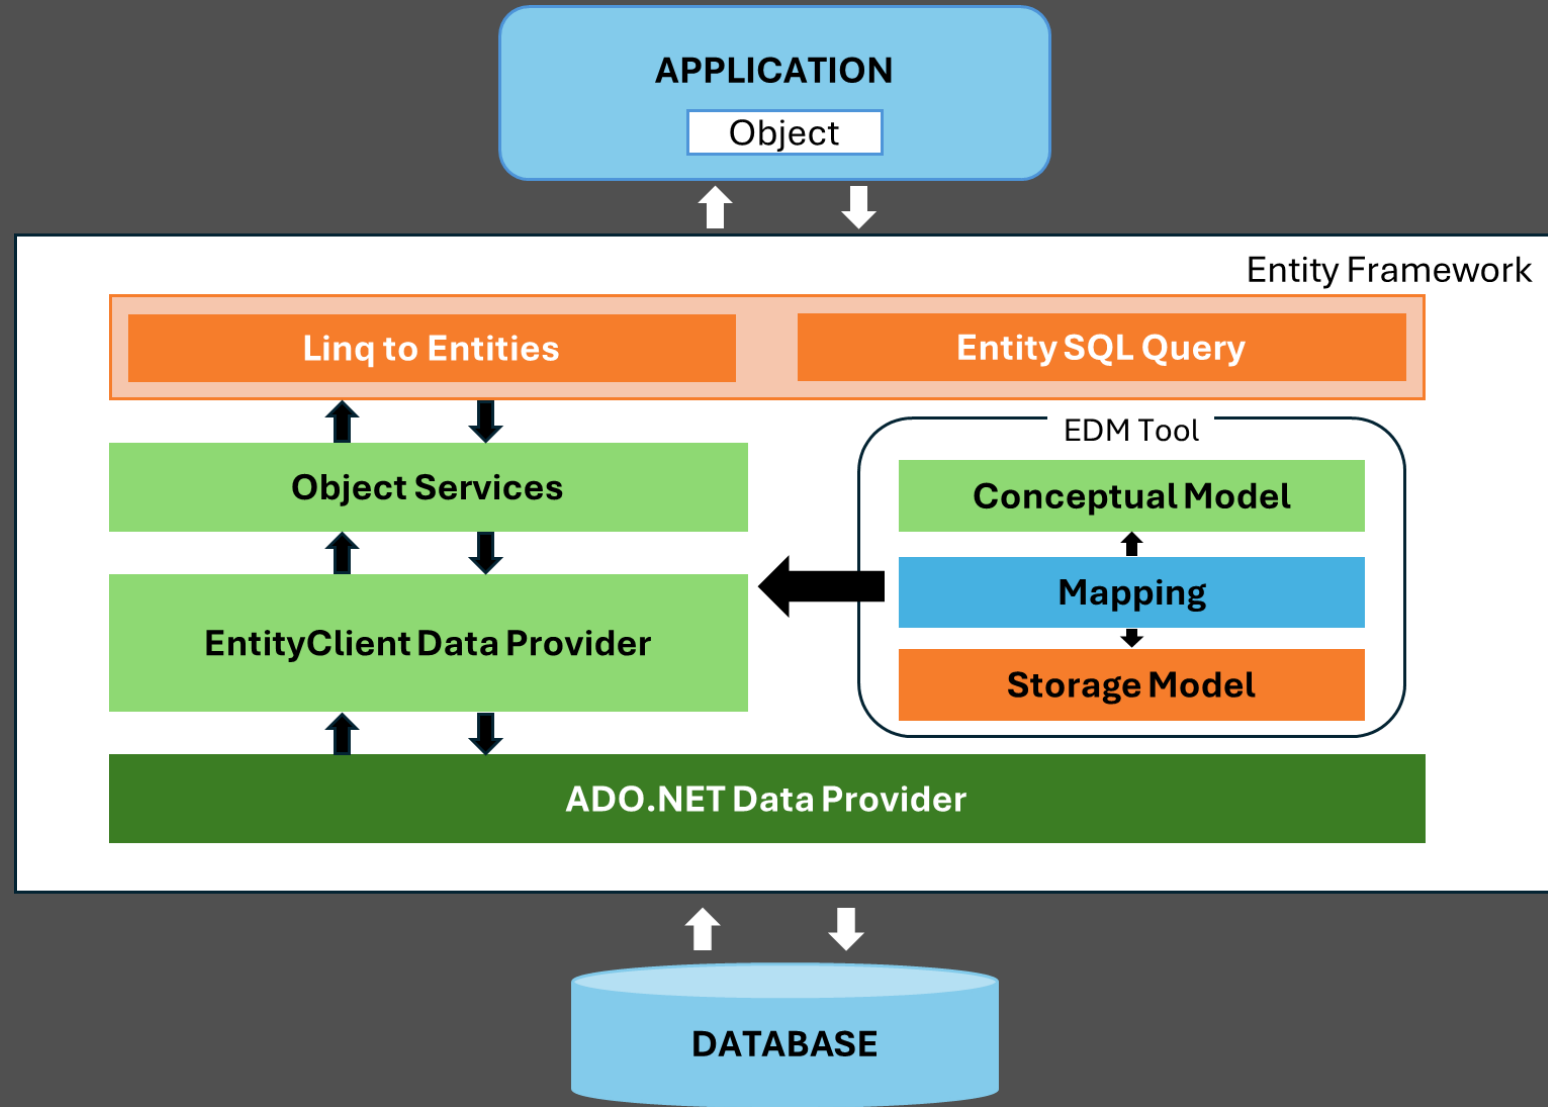 APPLICATION
Object
Entity Framework
Linq to Entities
Entity SQL Query
Object Services
EDM Tool
Conceptual Model
Mapping
Storage Model
EntityClient Data Provider
ADO.NET Data Provider
DATABASE